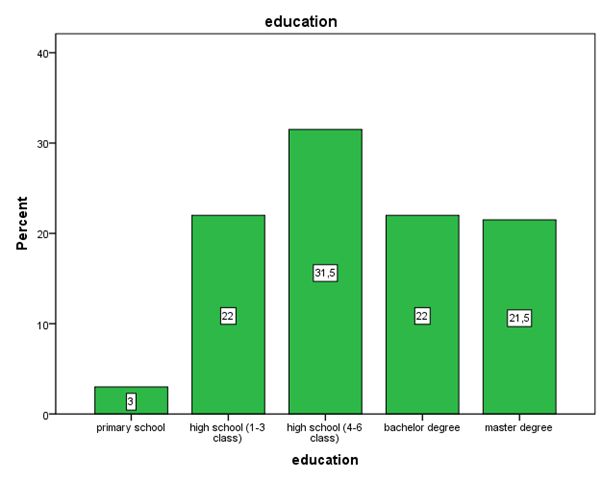 education
Percent
40
30
20
10
0
3
22
31,5
22
21,5
primary school
high school (1-3
class)
high school (4-6
class)
bachelor degree
master degree
education